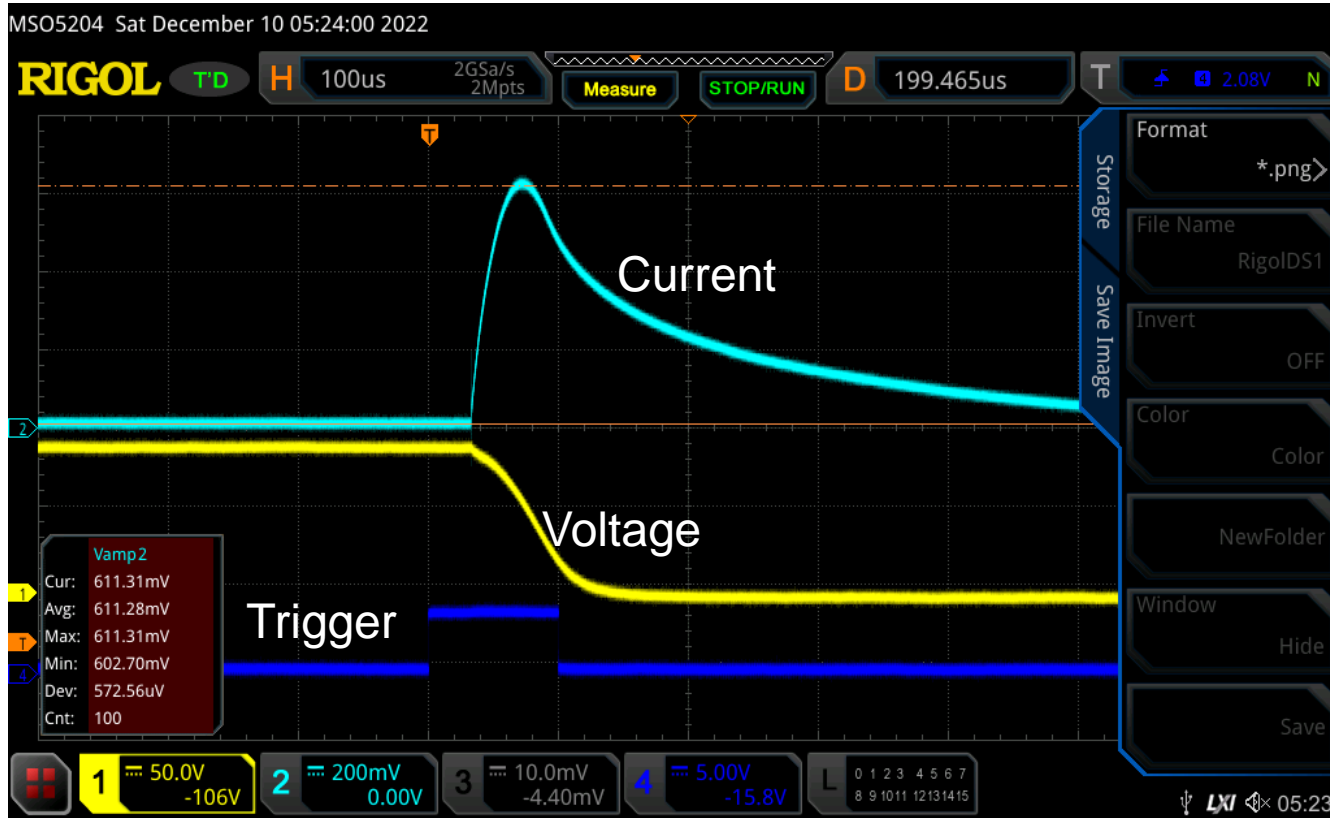 MSO5204 Sat December 10 05:24:00 2022
RIGOL T'D H 100us 2GSa/s 2Mpts Measure STOP/RUN D 199.465us T 4 2.08V N
T
Format
*.png
Storage
File Name
RigolDS1
Save Image
Invert
OFF
Color
Color
NewFolder
Window
Hide
Save
Current
2
Voltage
Trigger
1
T
4
Vamp2
Cur: 611.31mV
Avg: 611.28mV
Max: 611.31mV
Min: 602.70mV
Dev: 572.56uV
Cnt: 100
1 50.0V -106V
2 200mV 0.00V
3 10.0mV -4.40mV
4 5.00V -15.8V
L 0 1 2 3 4 5 6 7
8 9 10 11 12 13 14 15
LXI 05:23